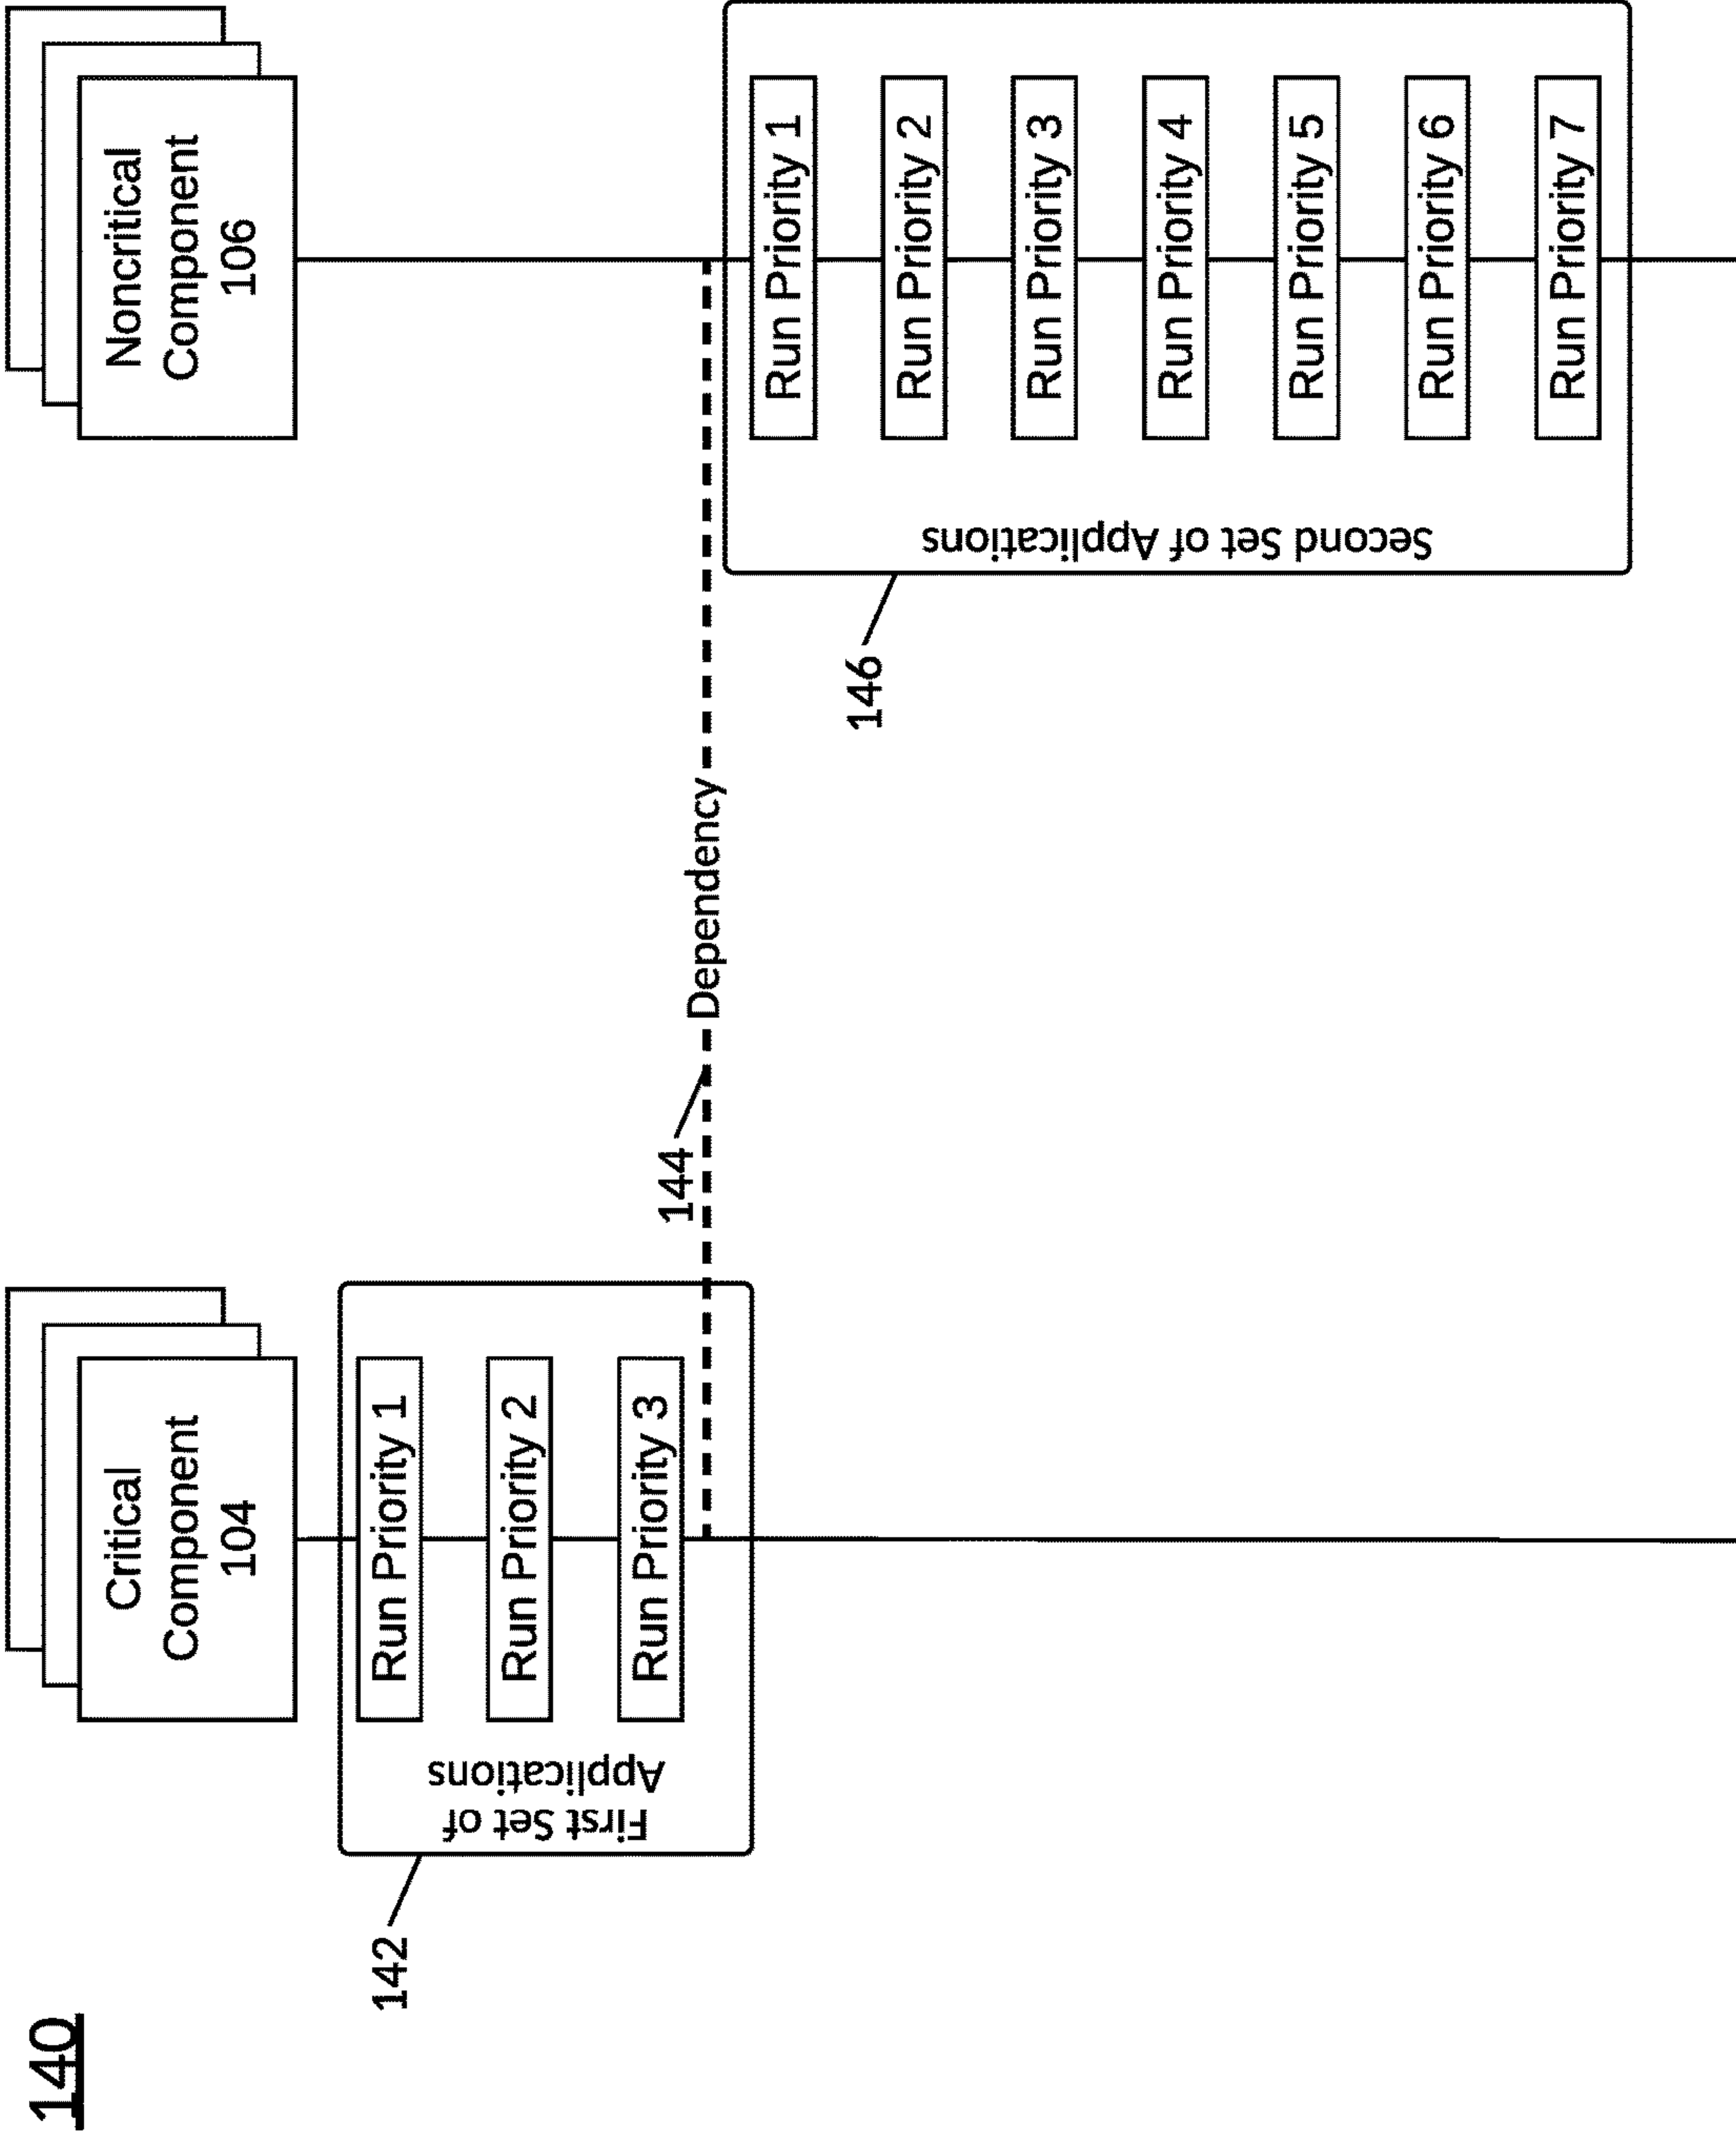 140
Critical
Component
104
Noncritical
Component
106
142
First Set of
Applications
Run Priority 1
Run Priority 2
Run Priority 3
144
Dependency
146
Second Set of Applications
Run Priority 1
Run Priority 2
Run Priority 3
Run Priority 4
Run Priority 5
Run Priority 6
Run Priority 7